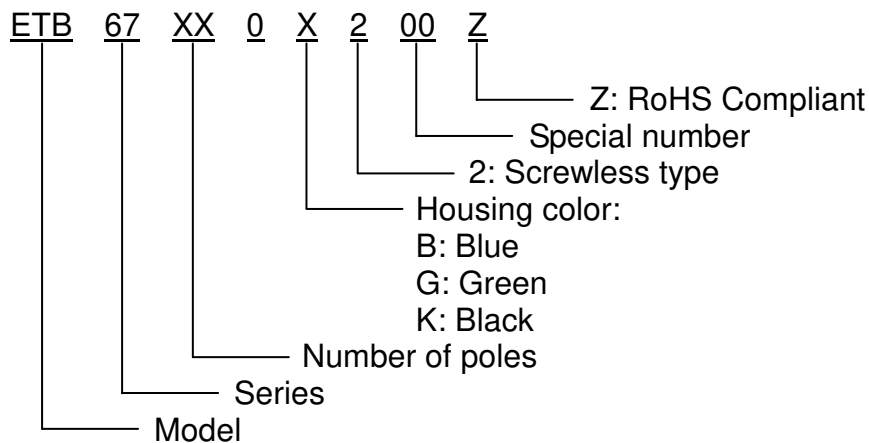 ETB 67 XX 0 X 2 00 Z
Z: RoHS Compliant
Special number
2: Screwless type
Housing color:
B: Blue
G: Green
K: Black
Number of poles
Series
Model